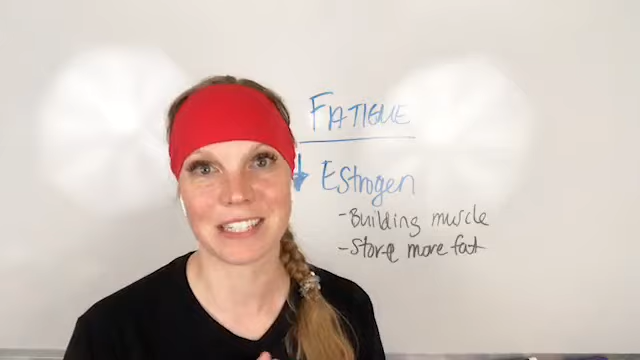 FATIGUE
↓ Estrogen
- Building muscle
- Store more fat